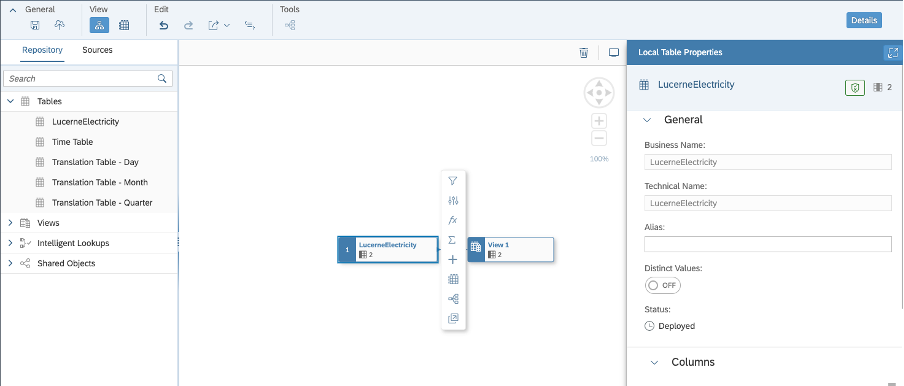 General
View
Edit
Tools
Details
Repository
Sources
Search
Tables
LucerneElectricity
Time Table
Translation Table - Day
Translation Table - Month
Translation Table - Quarter
Views
Intelligent Lookups
Shared Objects
100%
1
LucerneElectricity
2
fx
Σ
View 1
2
Local Table Properties
LucerneElectricity
2
General
Business Name:
LucerneElectricity
Technical Name:
LucerneElectricity
Alias:
Distinct Values:
OFF
Status:
Deployed
Columns